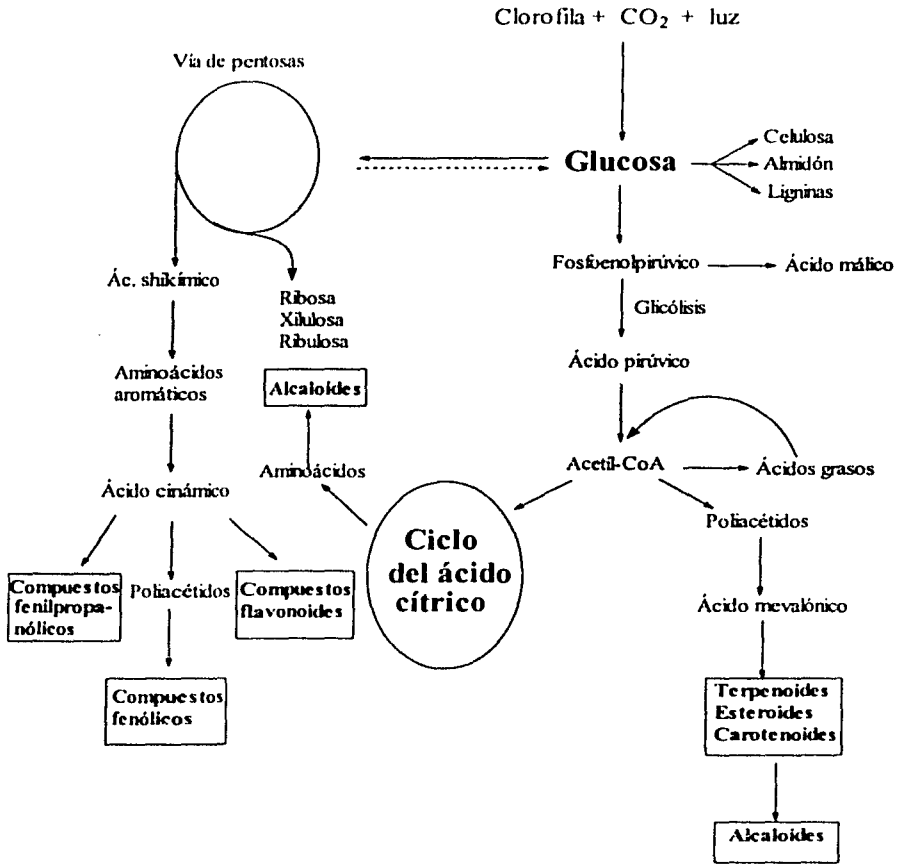 Clorofila + CO₂ + luz
Vía de pentosas
Glucosa
Celulosa
Almidón
Ligninas
Ác. shikímico
Ribosa
Xilulosa
Ribulosa
Fosfoenolpirúvico
Ácido málico
Glicólisis
Ácido pirúvico
Aminoácidos
aromáticos
Alcaloides
Aminoácidos
Acetil-CoA
Ácidos grasos
Ácido cinámico
Poliacétidos
Ciclo
del ácido
cítrico
Compuestos
fenilpropa-
nólicos
Poliacétidos
Compuestos
flavonoides
Ácido mevalónico
Compuestos
fenólicos
Terpenoides
Esteroides
Carotenoides
Alcaloides